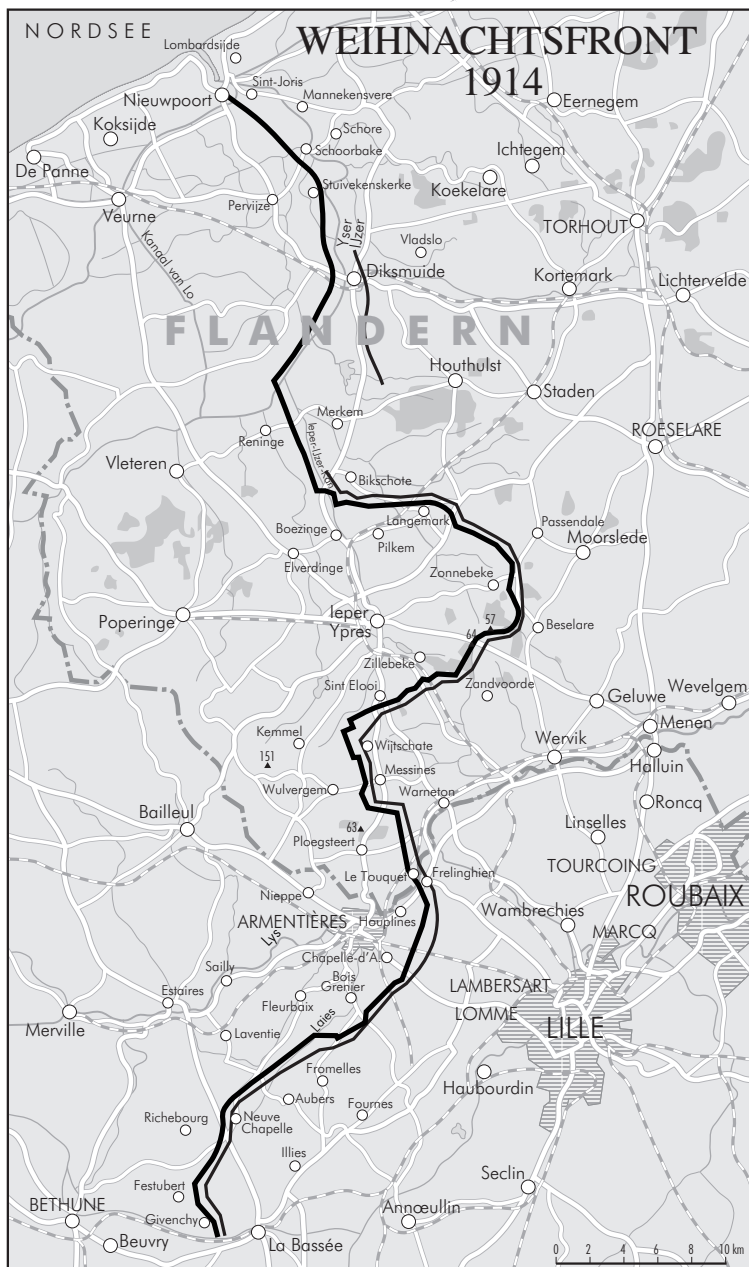 NORDSEE
WEIHNACHTSFRONT
1914
Lombardsijde
Sint-Joris
Nieuwpoort
Mannekensvere
Eernegem
Koksijde
Schore
Schoorbake
Ichtegem
De Panne
Stuivekenskerke
Koekelare
Veurne
Pervijze
TORHOUT
Yser
IJzer
Vladslo
Kanaal van Lo
Diksmuide
Kortemark
Lichtervelde
FLANDERN
Houthulst
Staden
Merkem
Reninge
ROESELARE
Ieper-IJzer-Kan.
Vleteren
Bikschote
Langemark
Boezinge
Passendale
Pilkem
Moorslede
Elverdinge
Zonnebeke
Poperinge
Ieper
Ypres
57
64
Beselare
Zillebeke
Sint Elooi
Zandvoorde
Geluwe
Wevelgem
Menen
Kemmel
Wijtschate
Wervik
151
Halluin
Messines
Wulvergem
Warneton
Roncq
Bailleul
63
Linselles
Ploegsteert
TOURCOING
Le Touquet
Frelinghien
Nieppe
ROUBAIX
ARMENTIÈRES
Houplines
Wambrechies
Lys
MARCQ
Chapelle-d'A.
Sailly
Bois
Grenier
LAMBERSART
Estaires
Fleurbaix
Laies
LOMME
Merville
LILLE
Laventie
Fromelles
Haubourdin
Aubers
Fournes
Richebourg
Neuve
Chapelle
Illies
Festubert
Seclin
BETHUNE
Givenchy
Annœullin
Beuvry
La Bassée
0 2 4 6 8 10 km